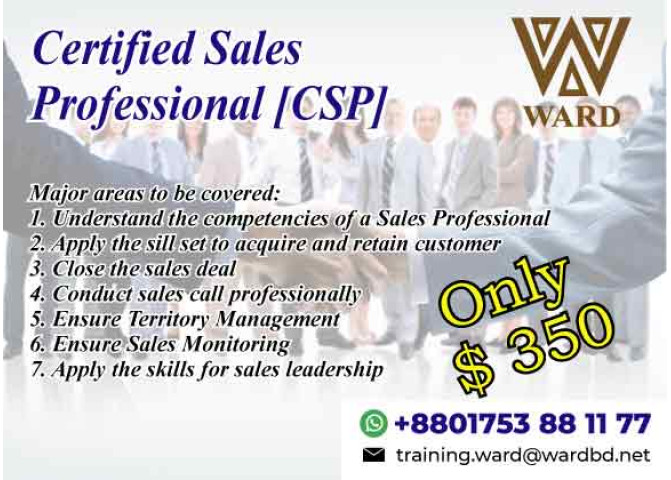 Certified Sales
Professional [CSP]
WARD
Major areas to be covered:
1. Understand the competencies of a Sales Professional
2. Apply the sill set to acquire and retain customer
3. Close the sales deal
4. Conduct sales call professionally
5. Ensure Territory Management
6. Ensure Sales Monitoring
7. Apply the skills for sales leadership
Only
$ 350
+8801753 88 11 77
training.ward@wardbd.net